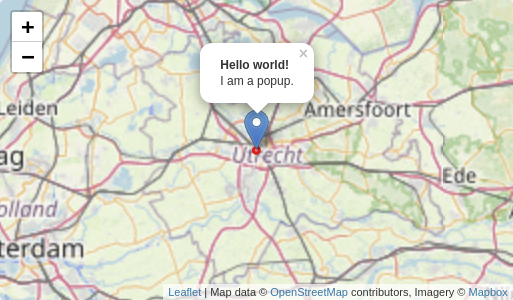 +
−
Hello world!
×
I am a popup.
Leiden
Amersfoort
ag
Utrecht
Ede
olland
terdam
Leaflet | Map data © OpenStreetMap contributors, Imagery © Mapbox